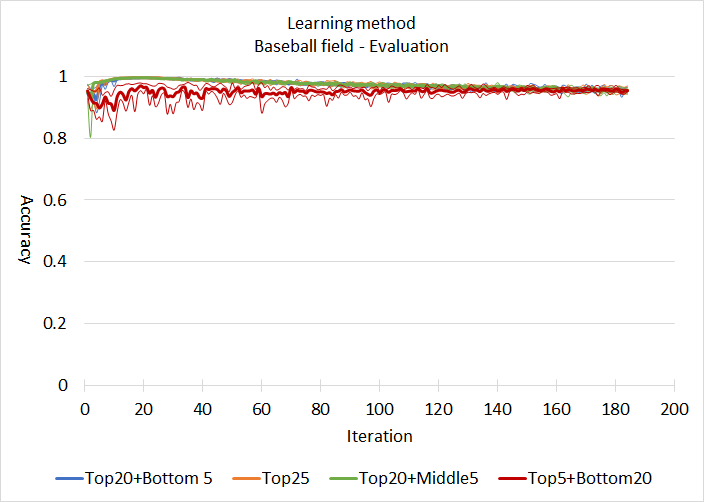 Learning method
Baseball field - Evaluation
1
0.8
0.6
0.4
0.2
0
Accuracy
0 20 40 60 80 100 120 140 160 180 200
Iteration
Top20+Bottom 5 Top25 Top20+Middle5 Top5+Bottom20